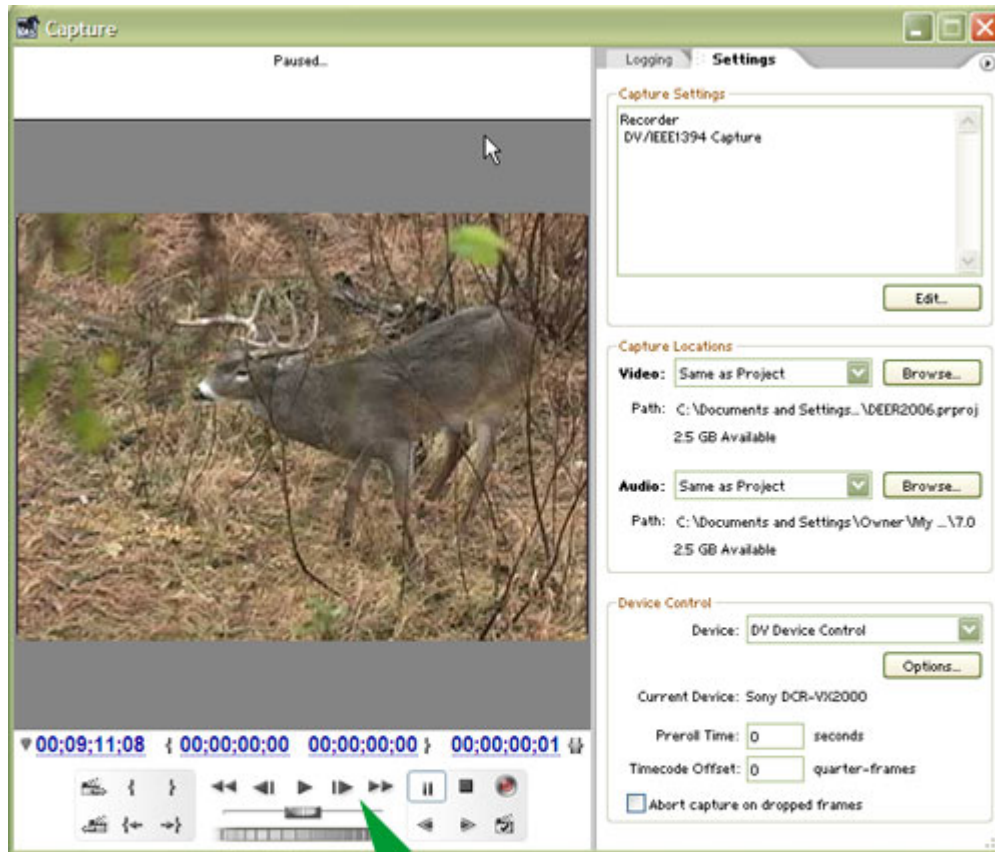 Capture
Paused...
Logging Settings
Capture Settings
Recorder
DV/IEEE1394 Capture
Edit...
Capture Locations
Video: Same as Project Browse...
Path: C:\Documents and Settings...\DEER2006.prproj
2.5 GB Available
Audio: Same as Project Browse...
Path: C:\Documents and Settings\Owner\My ...\7.0
2.5 GB Available
Device Control
Device: DV Device Control
Options...
Current Device: Sony DCR-VX2000
Preroll Time: 0 seconds
Timecode Offset: 0 quarter-frames
Abort capture on dropped frames
00;09;11;08 { 00;00;00;00 00;00;00;00 } 00;00;00;01